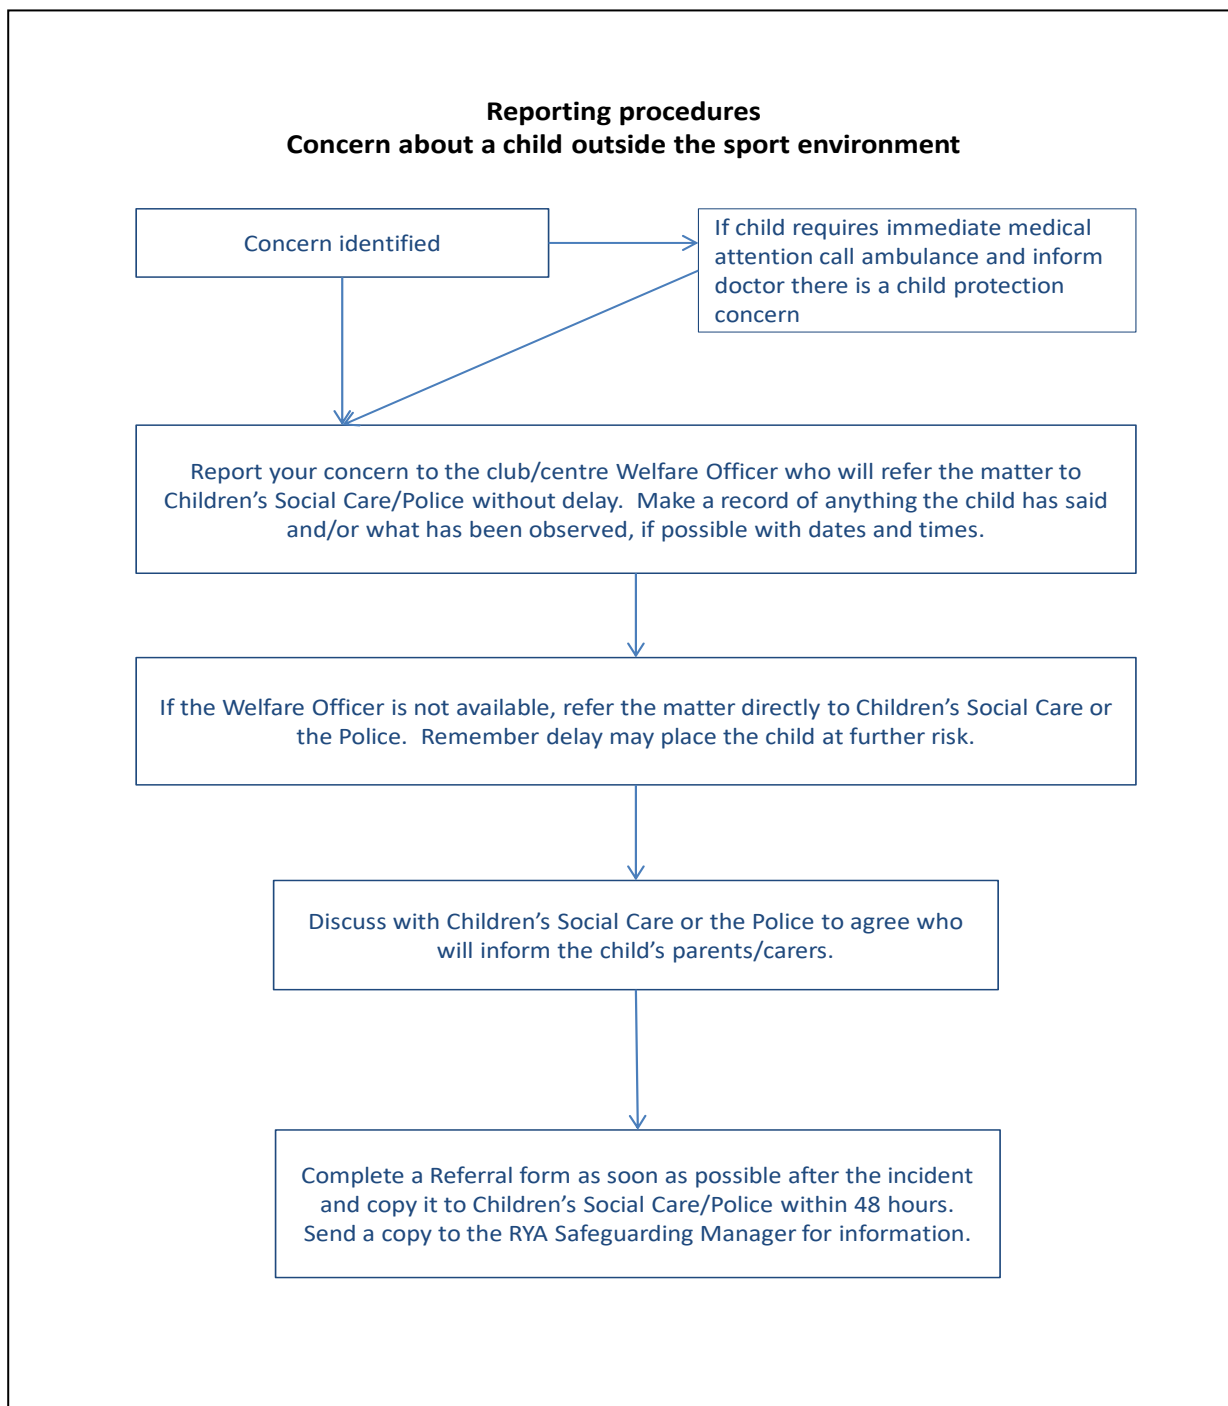 Reporting procedures
Concern about a child outside the sport environment
Concern identified
If child requires immediate medical
attention call ambulance and inform
doctor there is a child protection
concern
Report your concern to the club/centre Welfare Officer who will refer the matter to
Children’s Social Care/Police without delay.  Make a record of anything the child has said
and/or what has been observed, if possible with dates and times.
If the Welfare Officer is not available, refer the matter directly to Children’s Social Care or
the Police.  Remember delay may place the child at further risk.
Discuss with Children’s Social Care or the Police to agree who
will inform the child’s parents/carers.
Complete a Referral form as soon as possible after the incident
and copy it to Children’s Social Care/Police within 48 hours.
Send a copy to the RYA Safeguarding Manager for information.